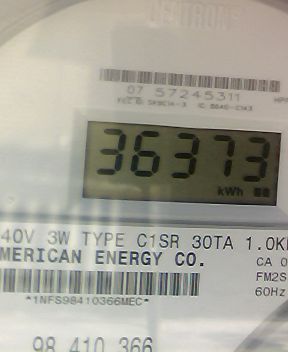 07 57245311
36373
kWh
40V 3W TYPE C1SR 30TA 1.0K
MERICAN ENERGY CO.
CA 0
FM2S
60Hz
*1NFS98410366MEC*
98 410 366